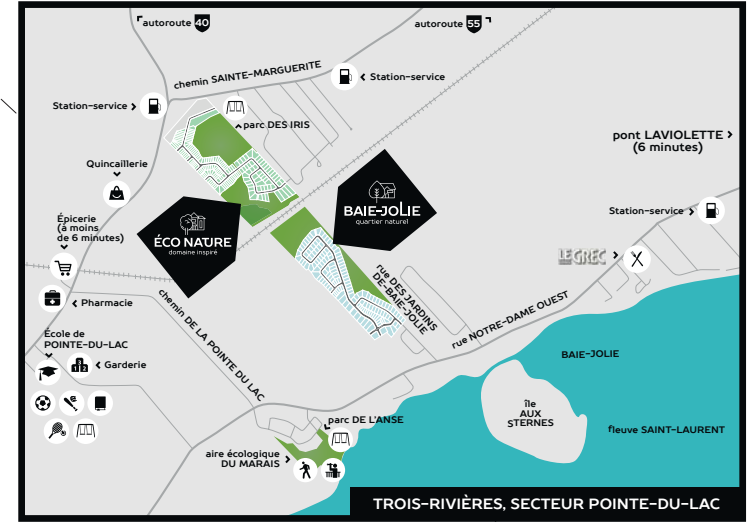 autoroute 40
autoroute 55
chemin SAINTE-MARGUERITE
Station-service
Station-service
parc DES IRIS
pont LAVIOLETTE
(6 minutes)
Quincaillerie
BAIE-JOLIE
quartier naturel
Épicerie
(à moins
de 6 minutes)
ÉCO NATURE
domaine inspiré
Station-service
LE GREC
rue DES JARDINS
DE-BAIE-JOLIE
Pharmacie
chemin DE LA POINTE DU LAC
rue NOTRE-DAME OUEST
École de
POINTE-DU-LAC
Garderie
BAIE-JOLIE
île
AUX
STERNES
fleuve SAINT-LAURENT
parc DE L'ANSE
aire écologique
DU MARAIS
TROIS-RIVIÈRES, SECTEUR POINTE-DU-LAC